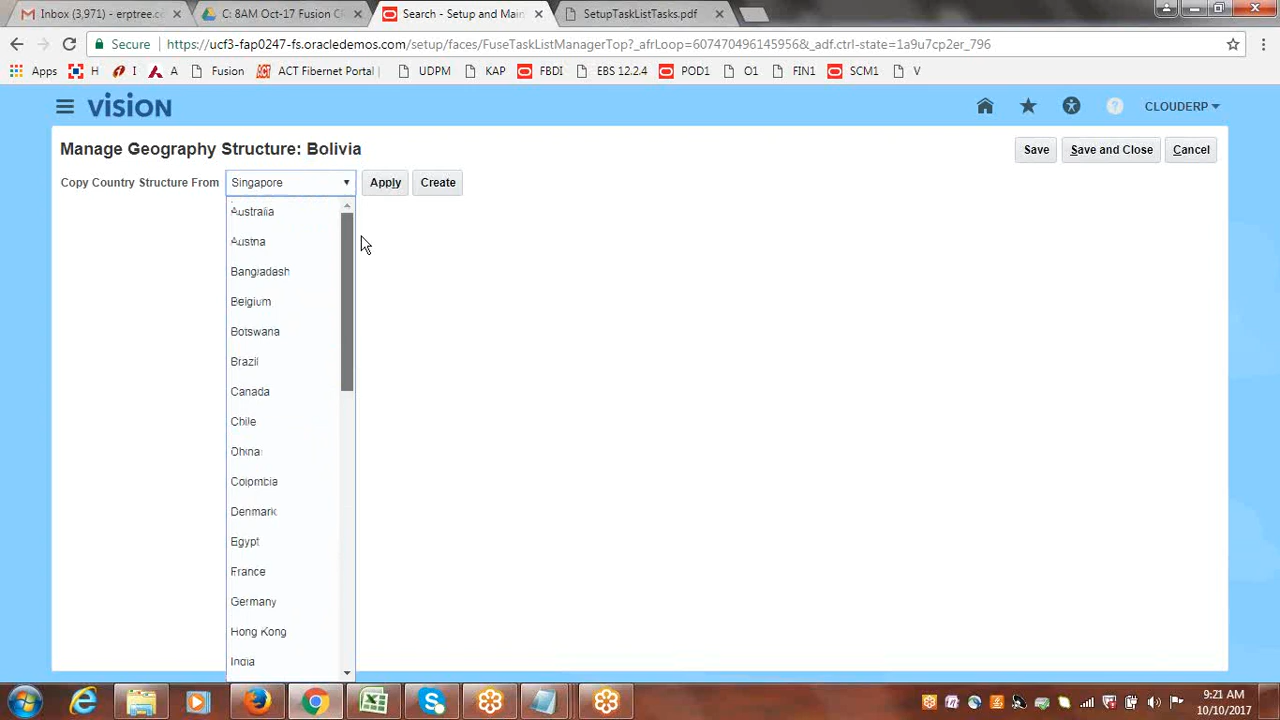 Inbox (3,971) - erptree.co
C: 8AM Oct-17 Fusion C
Search - Setup and Main
SetupTaskListTasks.pdf
Secure
https://ucf3-fap0247-fs.oracledemos.com/setup/faces/FuseTaskListManagerTop?_afrLoop=607470496145956&_adf.ctrl-state=1a9u7cp2er_796
Apps H I A Fusion ACT Fibernet Portal | UDPM KAP FBDI EBS 12.2.4 POD1 O1 FIN1 SCM1 V
VISION
CLOUDERP
Manage Geography Structure: Bolivia
Save
Save and Close
Cancel
Copy Country Structure From
Singapore
Apply
Create
Australia
Austria
Bangladesh
Belgium
Botswana
Brazil
Canada
Chile
China
Colombia
Denmark
Egypt
France
Germany
Hong Kong
India
9:21 AM
10/10/2017